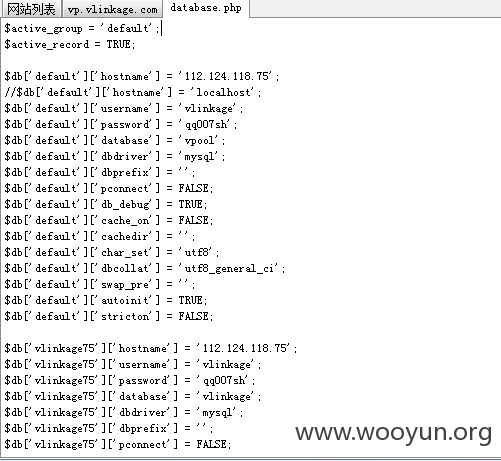 网站列表 vp.vlinkage.com database.php
$active_group = 'default';
$active_record = TRUE;
$db['default']['hostname'] = '112.124.118.75';
//$db['default']['hostname'] = 'localhost';
$db['default']['username'] = 'vlinkage';
$db['default']['password'] = 'qq007sh';
$db['default']['database'] = 'vpool';
$db['default']['dbdriver'] = 'mysql';
$db['default']['dbprefix'] = '';
$db['default']['pconnect'] = FALSE;
$db['default']['db_debug'] = TRUE;
$db['default']['cache_on'] = FALSE;
$db['default']['cachedir'] = '';
$db['default']['char_set'] = 'utf8';
$db['default']['dbcollat'] = 'utf8_general_ci';
$db['default']['swap_pre'] = '';
$db['default']['autoinit'] = TRUE;
$db['default']['stricton'] = FALSE;
$db['vlinkage75']['hostname'] = '112.124.118.75';
$db['vlinkage75']['username'] = 'vlinkage';
$db['vlinkage75']['password'] = 'qq007sh';
$db['vlinkage75']['database'] = 'vlinkage';
$db['vlinkage75']['dbdriver'] = 'mysql';
$db['vlinkage75']['dbprefix'] = '';
$db['vlinkage75']['pconnect'] = FALSE;
www.wooyun.org